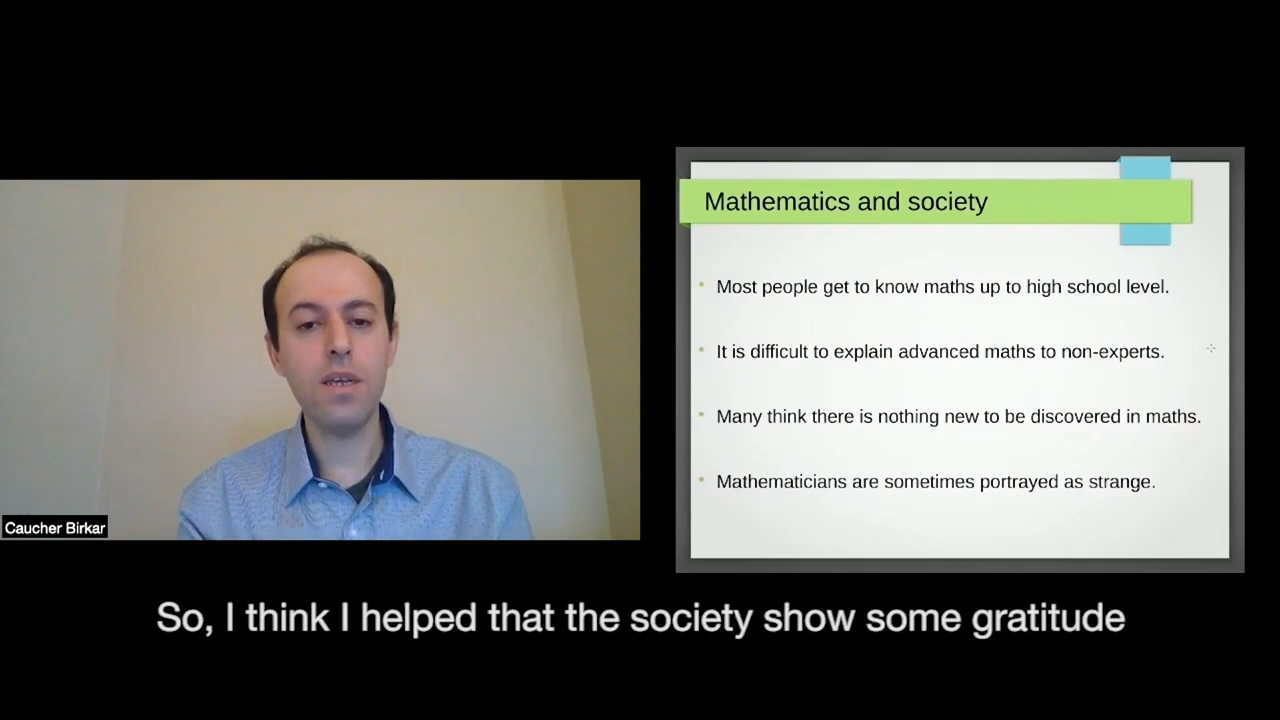 Mathematics and society
Most people get to know maths up to high school level.
It is difficult to explain advanced maths to non-experts.
Many think there is nothing new to be discovered in maths.
Mathematicians are sometimes portrayed as strange.
Caucher Birkar
So, I think I helped that the society show some gratitude